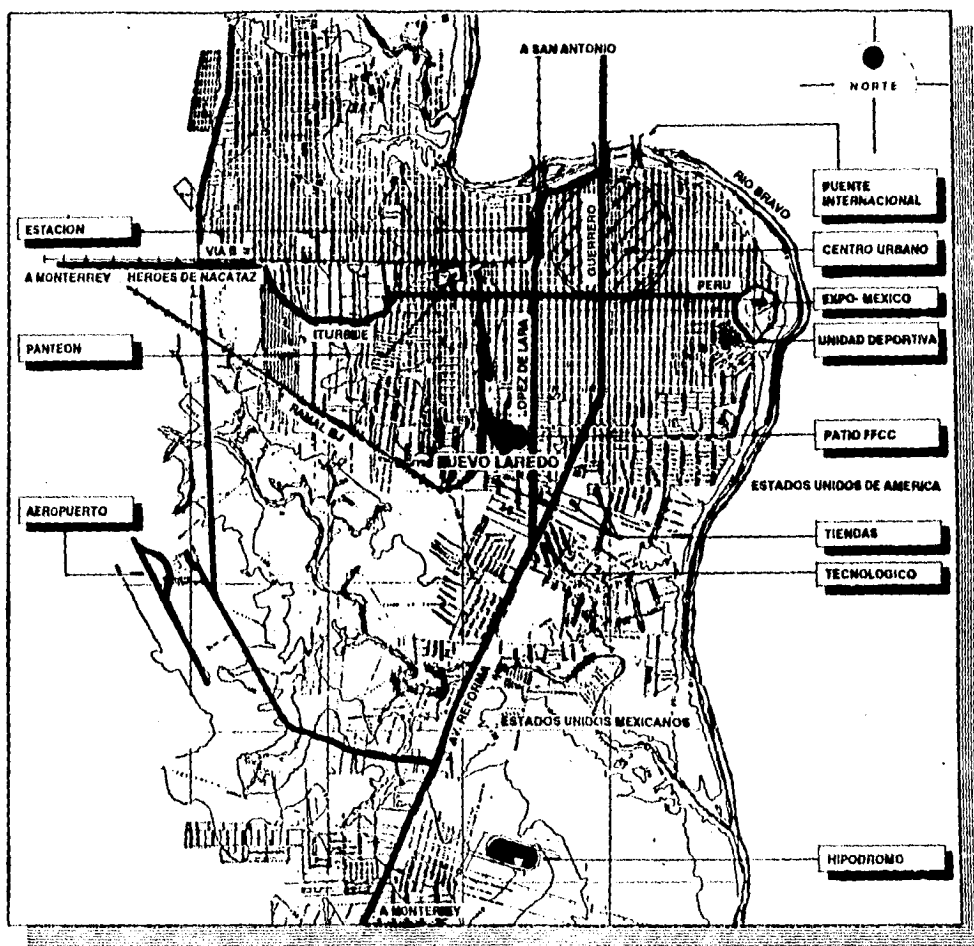 A SAN ANTONIO
NORTE
RIO BRAVO
PUENTE
INTERNACIONAL
ESTACION
GUERRERO
CENTRO URBANO
VIA
A MONTERREY
HEROES DE NACATAZ
PERU
EXPO- MEXICO
ITURBIDE
UNIDAD DEPORTIVA
PANTEON
LOPEZ DE LARA
RAMAL
PATIO FFCC
NUEVO LAREDO
ESTADOS UNIDOS DE AMERICA
AEROPUERTO
TIENDAS
TECNOLOGICO
AV. REFORMA
ESTADOS UNIDOS MEXICANOS
HIPODROMO
A MONTERREY